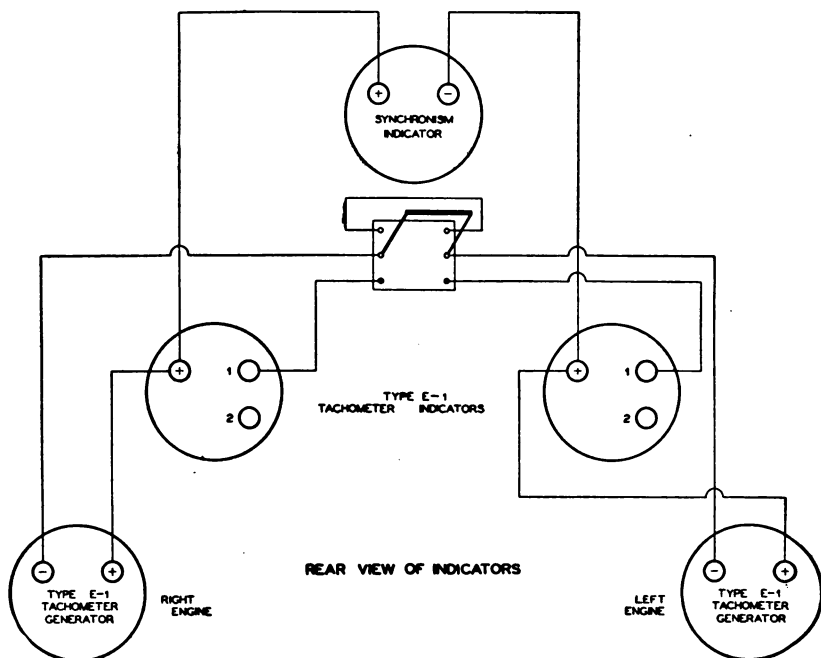 + −
SYNCHRONISM
INDICATOR
+ 1
2
TYPE E-1
TACHOMETER INDICATORS
+ 1
2
REAR VIEW OF INDICATORS
− +
TYPE E-1
TACHOMETER
GENERATOR
RIGHT
ENGINE
LEFT
ENGINE
− +
TYPE E-1
TACHOMETER
GENERATOR